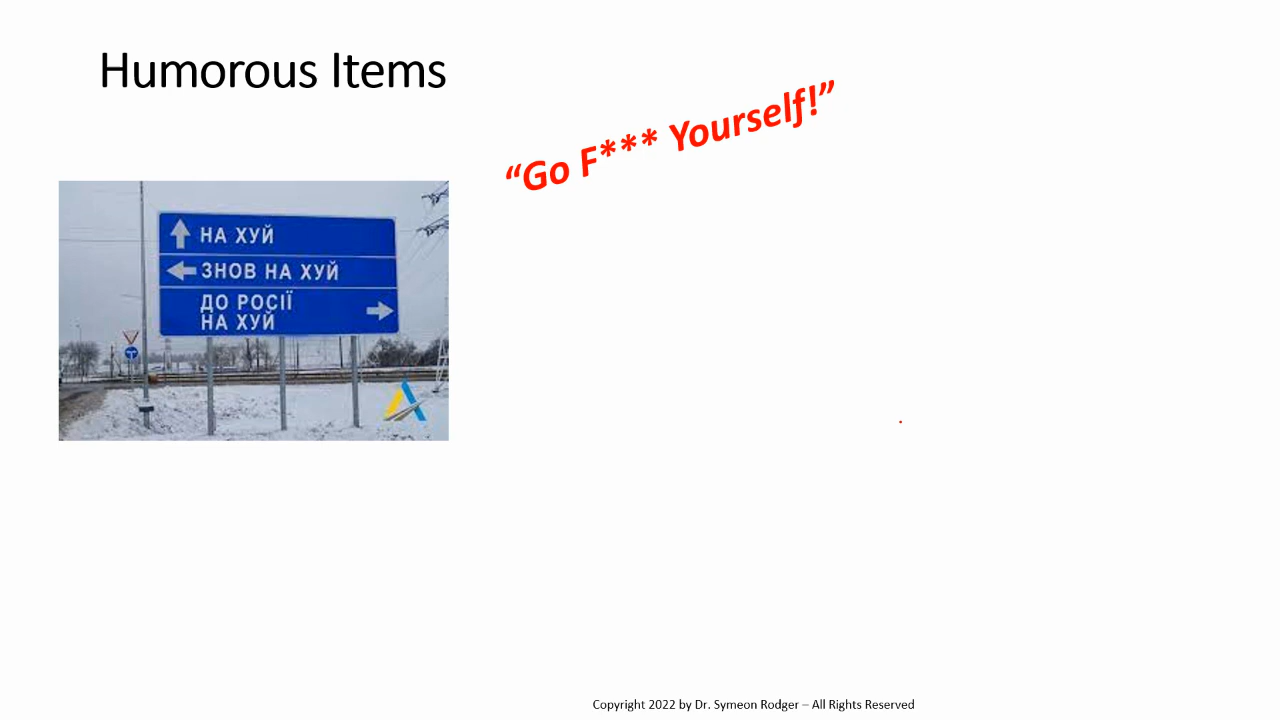 Humorous Items
“Go F*** Yourself!”
НА ХУЙ
ЗНОВ НА ХУЙ
ДО РОСІЇ
НА ХУЙ
Copyright 2022 by Dr. Symeon Rodger – All Rights Reserved